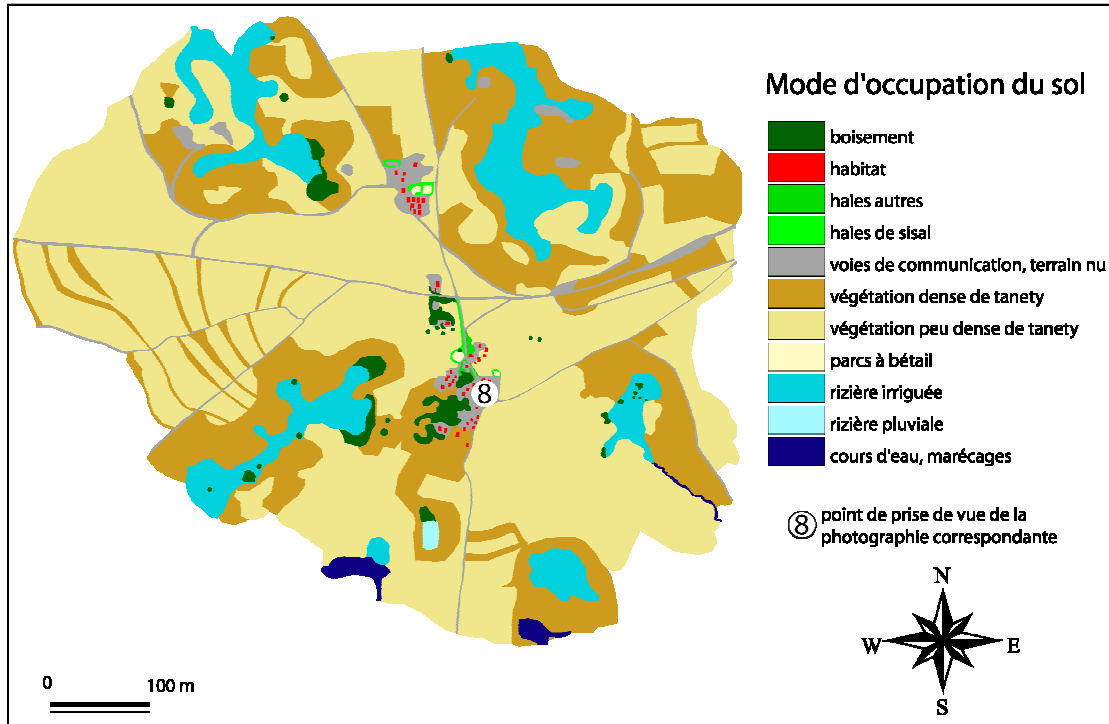 Mode d'occupation du sol
boisement
habitat
haies autres
haies de sisal
voies de communication, terrain nu
végétation dense de tanety
végétation peu dense de tanety
parcs à bétail
rizière irriguée
rizière pluviale
cours d'eau, marécages
8
8 point de prise de vue de la
photographie correspondante
N
W E
S
0 100 m